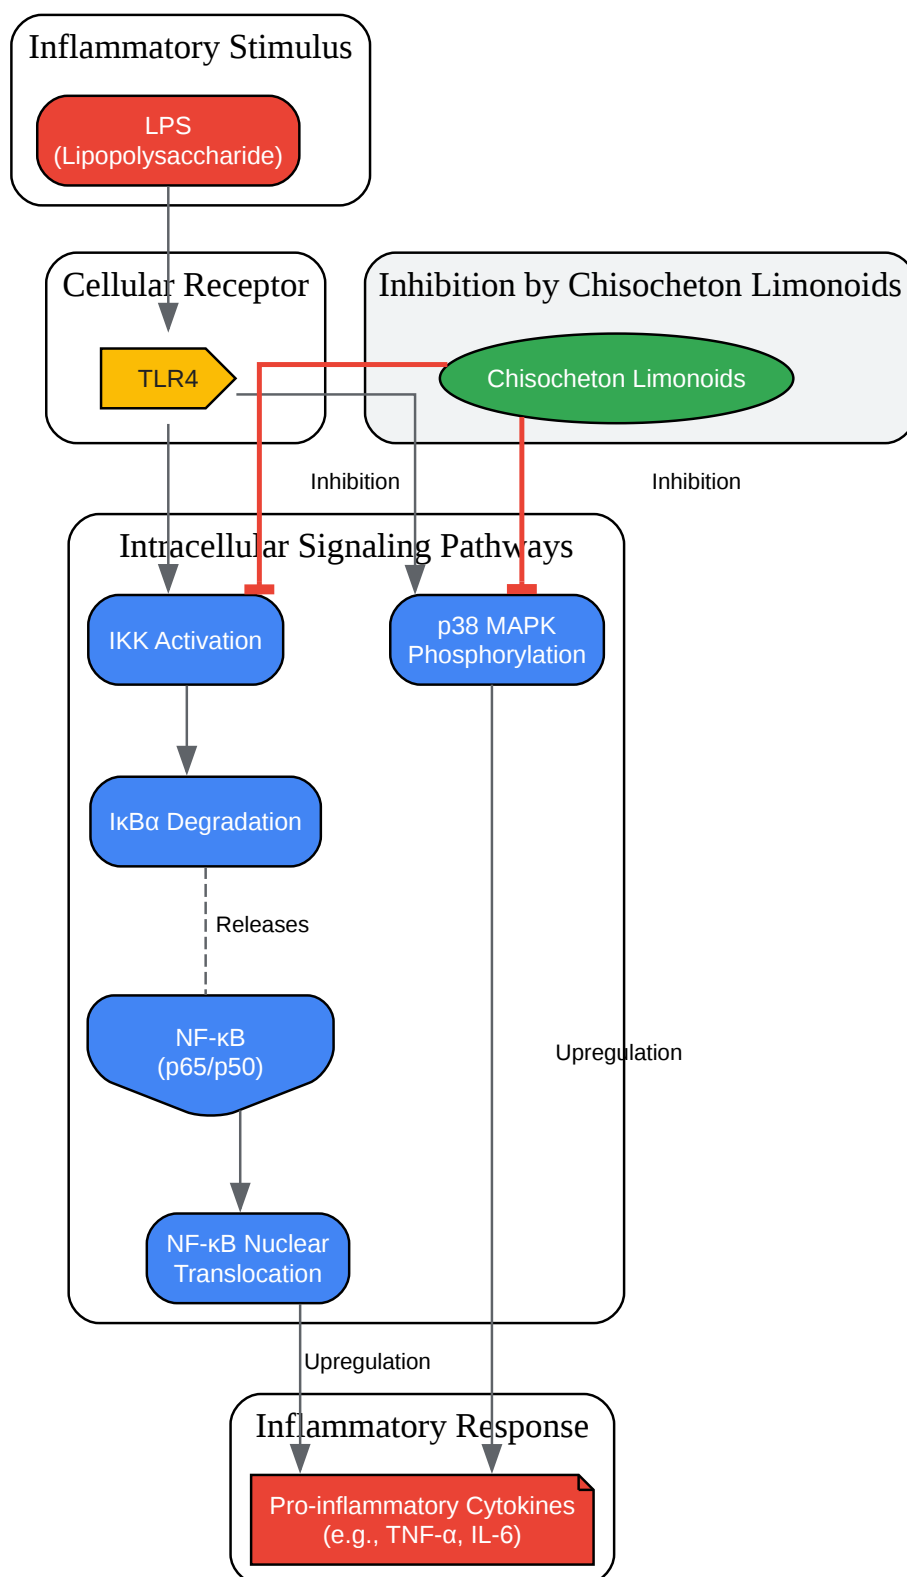 Inflammatory Stimulus
LPS
(Lipopolysaccharide)
Cellular Receptor
Inhibition by Chisocheton Limonoids
TLR4
Chisocheton Limonoids
Inhibition
Inhibition
Intracellular Signaling Pathways
IKK Activation
p38 MAPK
Phosphorylation
IκBα Degradation
Releases
NF-κB
(p65/p50)
Upregulation
NF-κB Nuclear
Translocation
Upregulation
Inflammatory Response
Pro-inflammatory Cytokines
(e.g., TNF-α, IL-6)